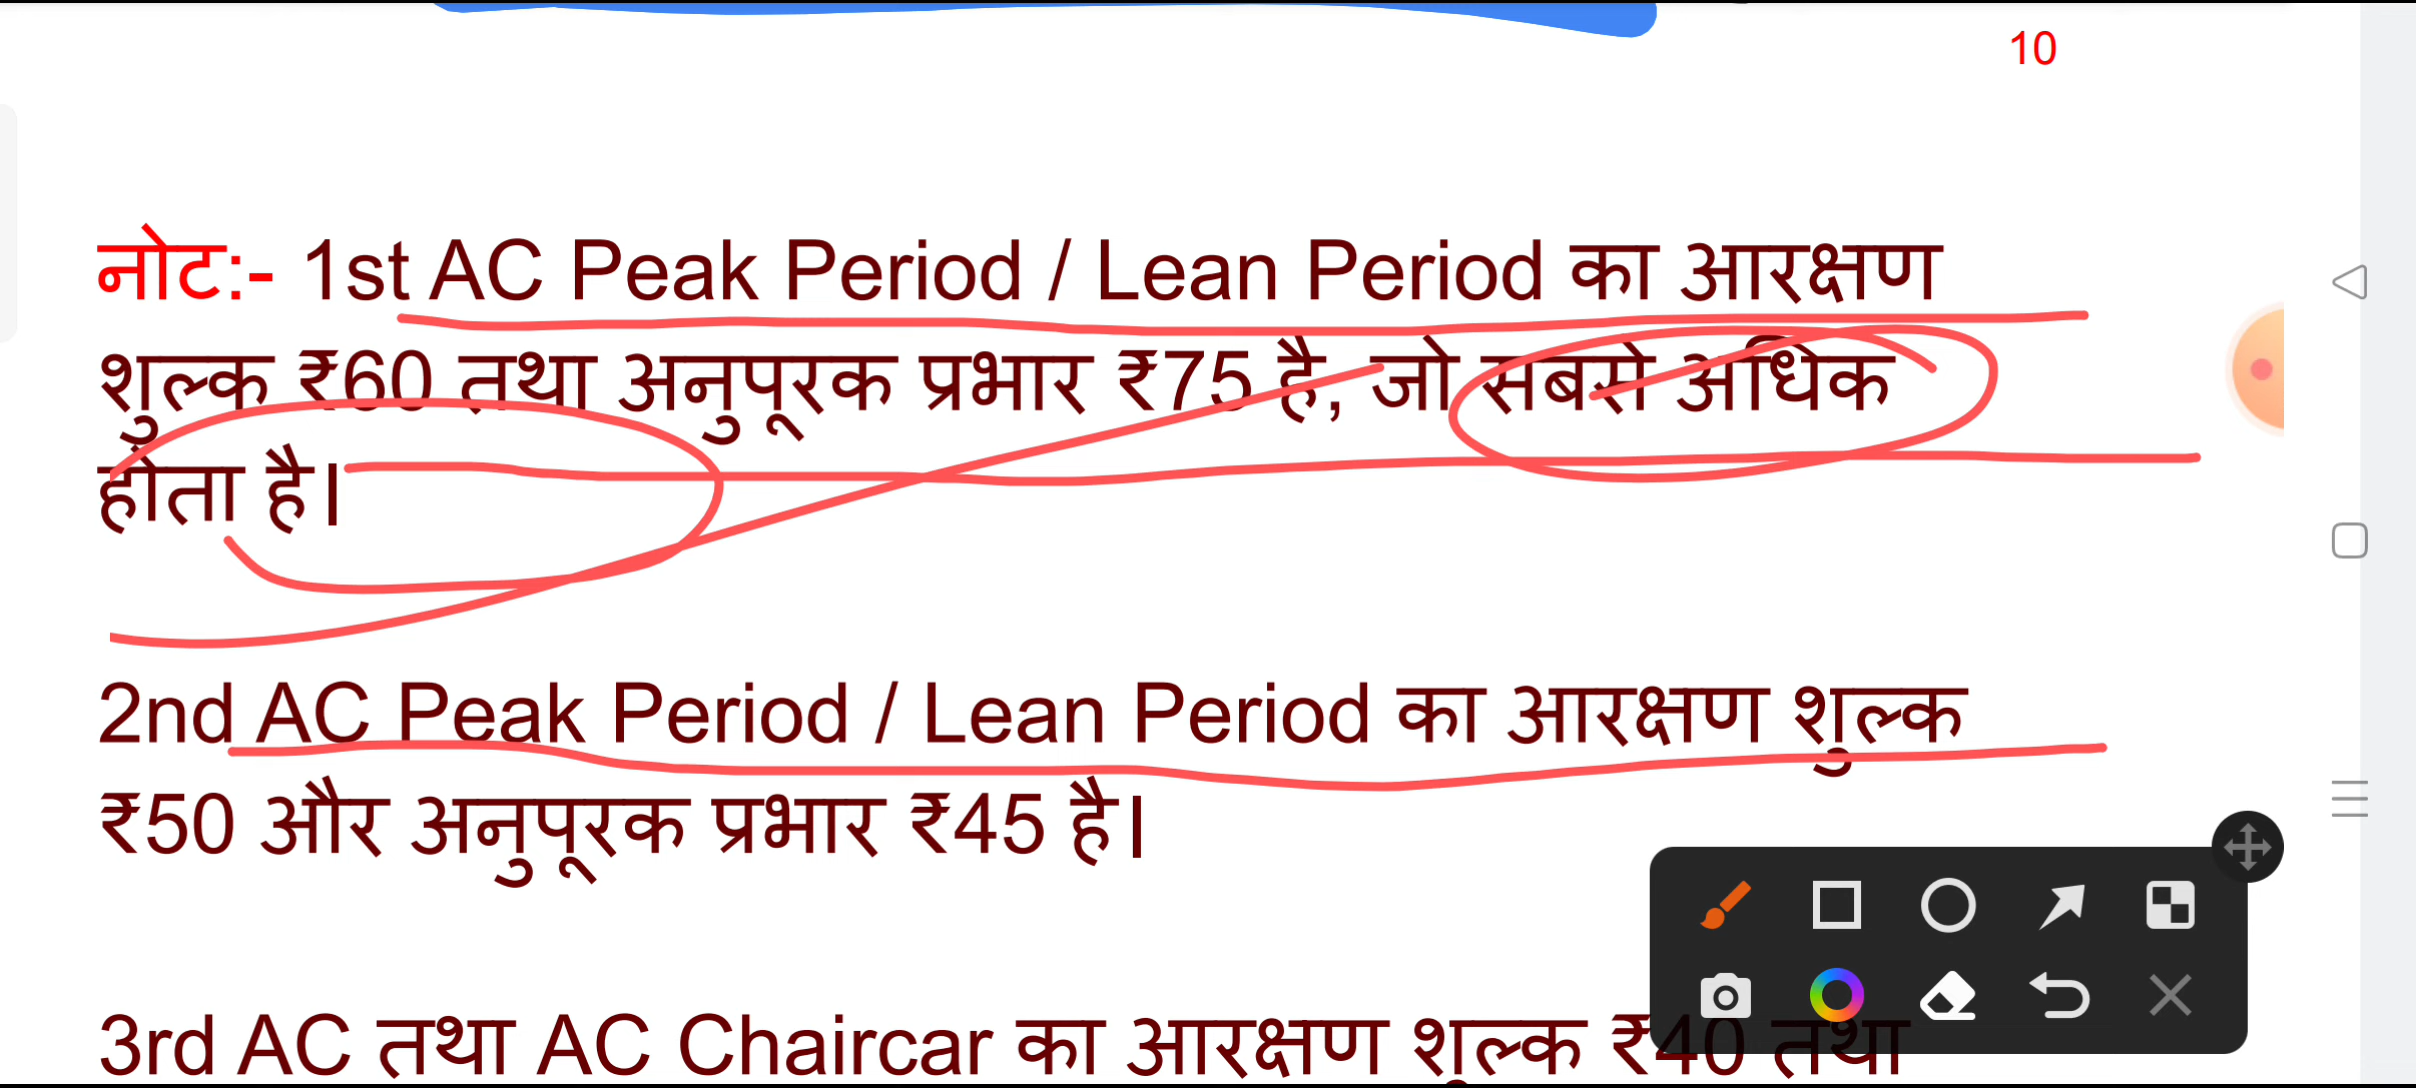 10
नोट:- 1st AC Peak Period / Lean Period का आरक्षण
शुल्क ₹60 तथा अनुपूरक प्रभार ₹75 है, जो सबसे अधिक
होता है।
2nd AC Peak Period / Lean Period का आरक्षण शुल्क
₹50 और अनुपूरक प्रभार ₹45 है।
3rd AC तथा AC Chaircar का आरक्षण शुल्क ₹40 तथा